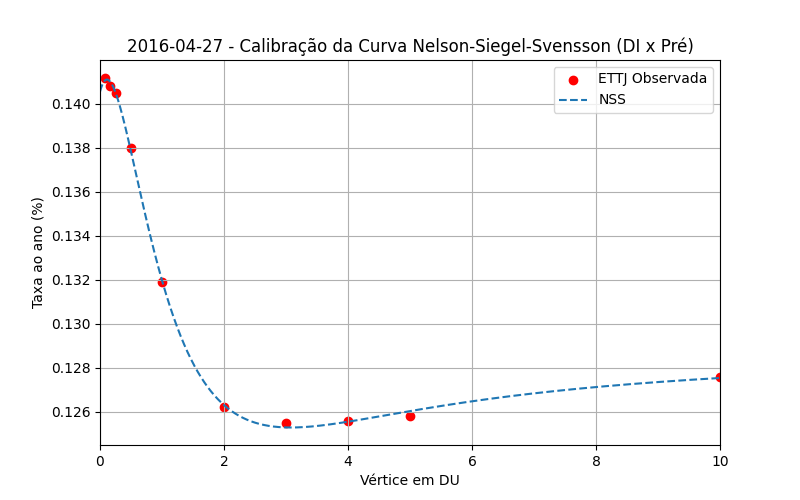 2016-04-27 - Calibração da Curva Nelson-Siegel-Svensson (DI x Pré)
ETTJ Observada
NSS
Taxa ao ano (%)
0.140
0.138
0.136
0.134
0.132
0.130
0.128
0.126
0 2 4 6 8 10
Vértice em DU